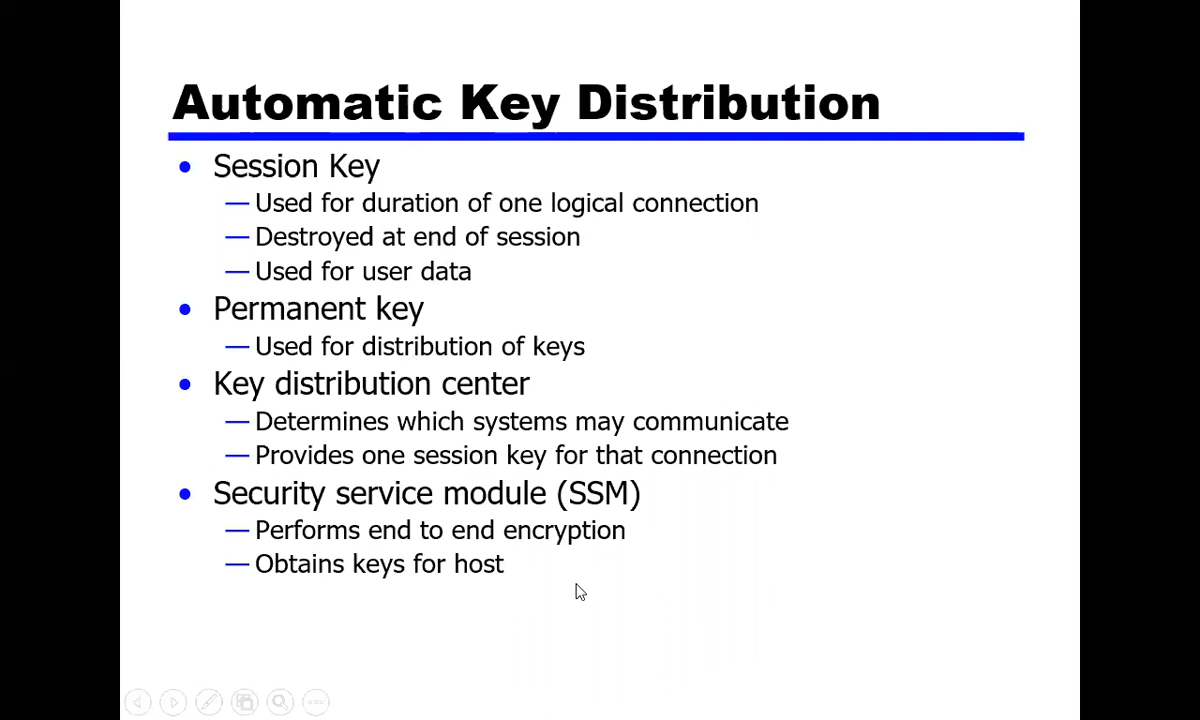 Automatic Key Distribution
• Session Key
— Used for duration of one logical connection
— Destroyed at end of session
— Used for user data
• Permanent key
— Used for distribution of keys
• Key distribution center
— Determines which systems may communicate
— Provides one session key for that connection
• Security service module (SSM)
— Performs end to end encryption
— Obtains keys for host